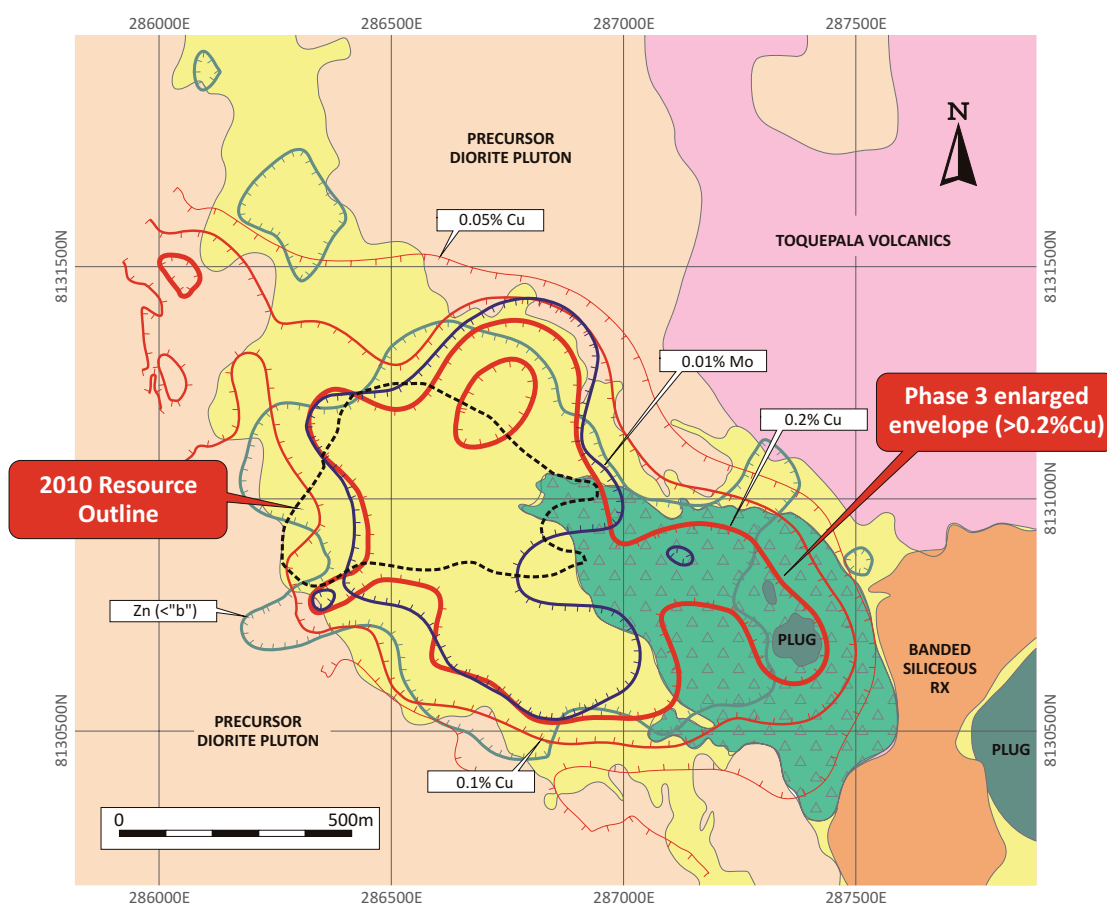 286000E
286500E
287000E
287500E
N
PRECURSOR
DIORITE PLUTON
0.05% Cu
TOQUEPALA VOLCANICS
8131500N
8131500N
0.01% Mo
Phase 3 enlarged
envelope (>0.2%Cu)
0.2% Cu
2010 Resource
Outline
8131000N
8131000N
Zn (<"b")
PLUG
BANDED
SILICEOUS
RX
PRECURSOR
DIORITE PLUTON
8130500N
8130500N
PLUG
0.1% Cu
0
500m
286000E
286500E
287000E
287500E